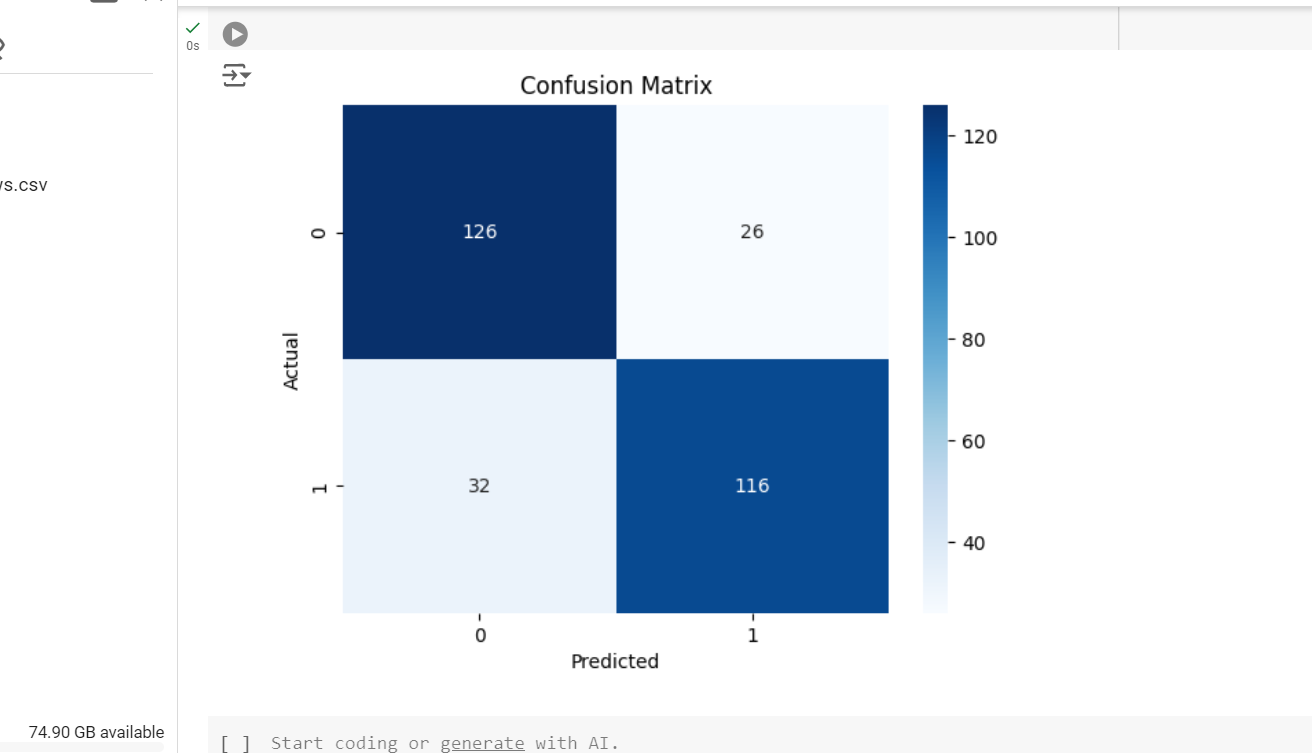 0s
Confusion Matrix
120
100
80
60
40
0
126
26
Actual
1
32
116
0
1
Predicted
s.csv
74.90 GB available
[ ] Start coding or generate with AI.